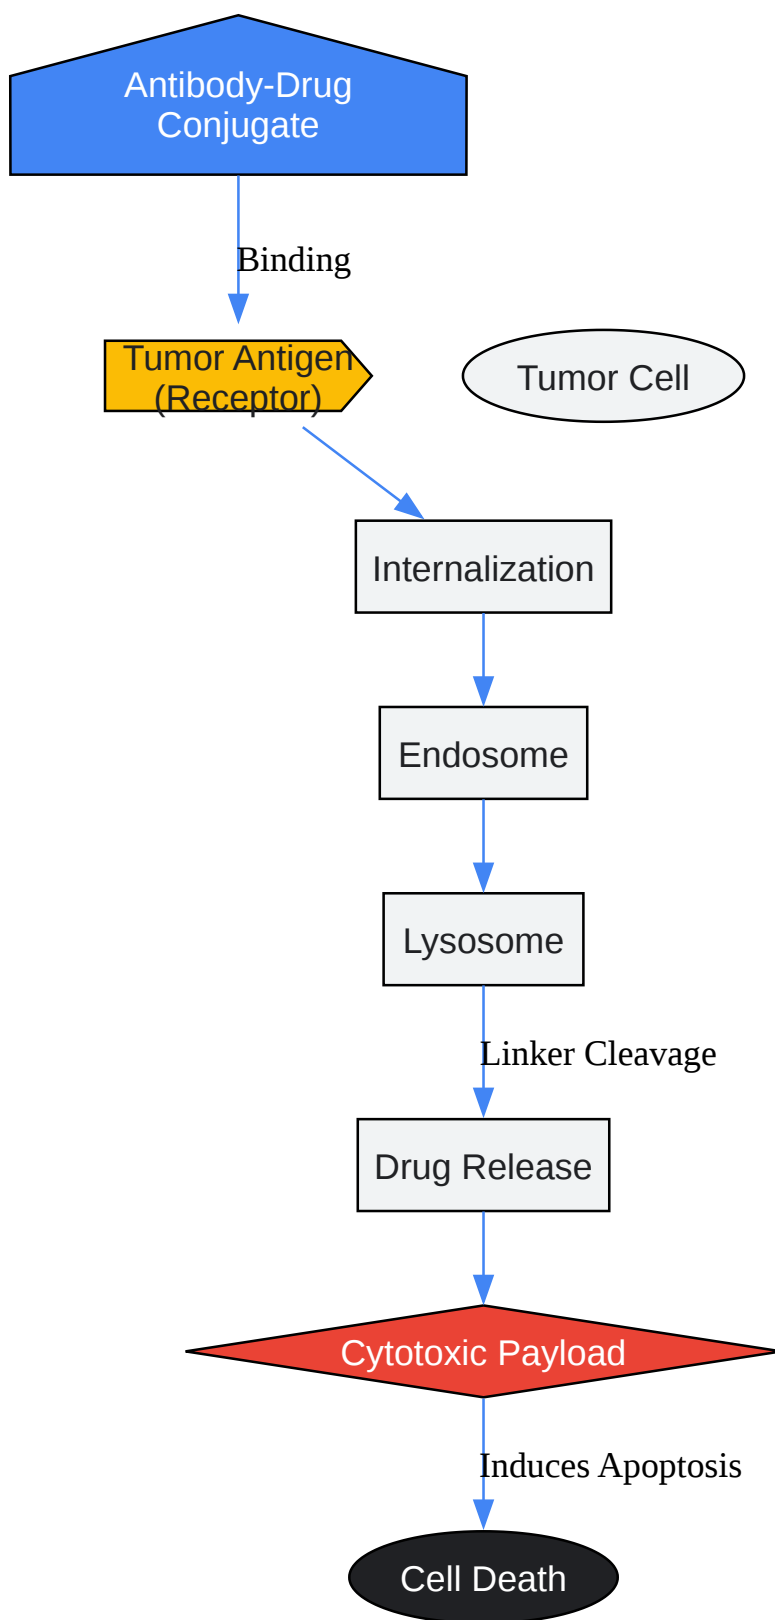 Antibody-Drug
Conjugate
Binding
Tumor Antigen
(Receptor)
Tumor Cell
Internalization
Endosome
Lysosome
Linker Cleavage
Drug Release
Cytotoxic Payload
Induces Apoptosis
Cell Death